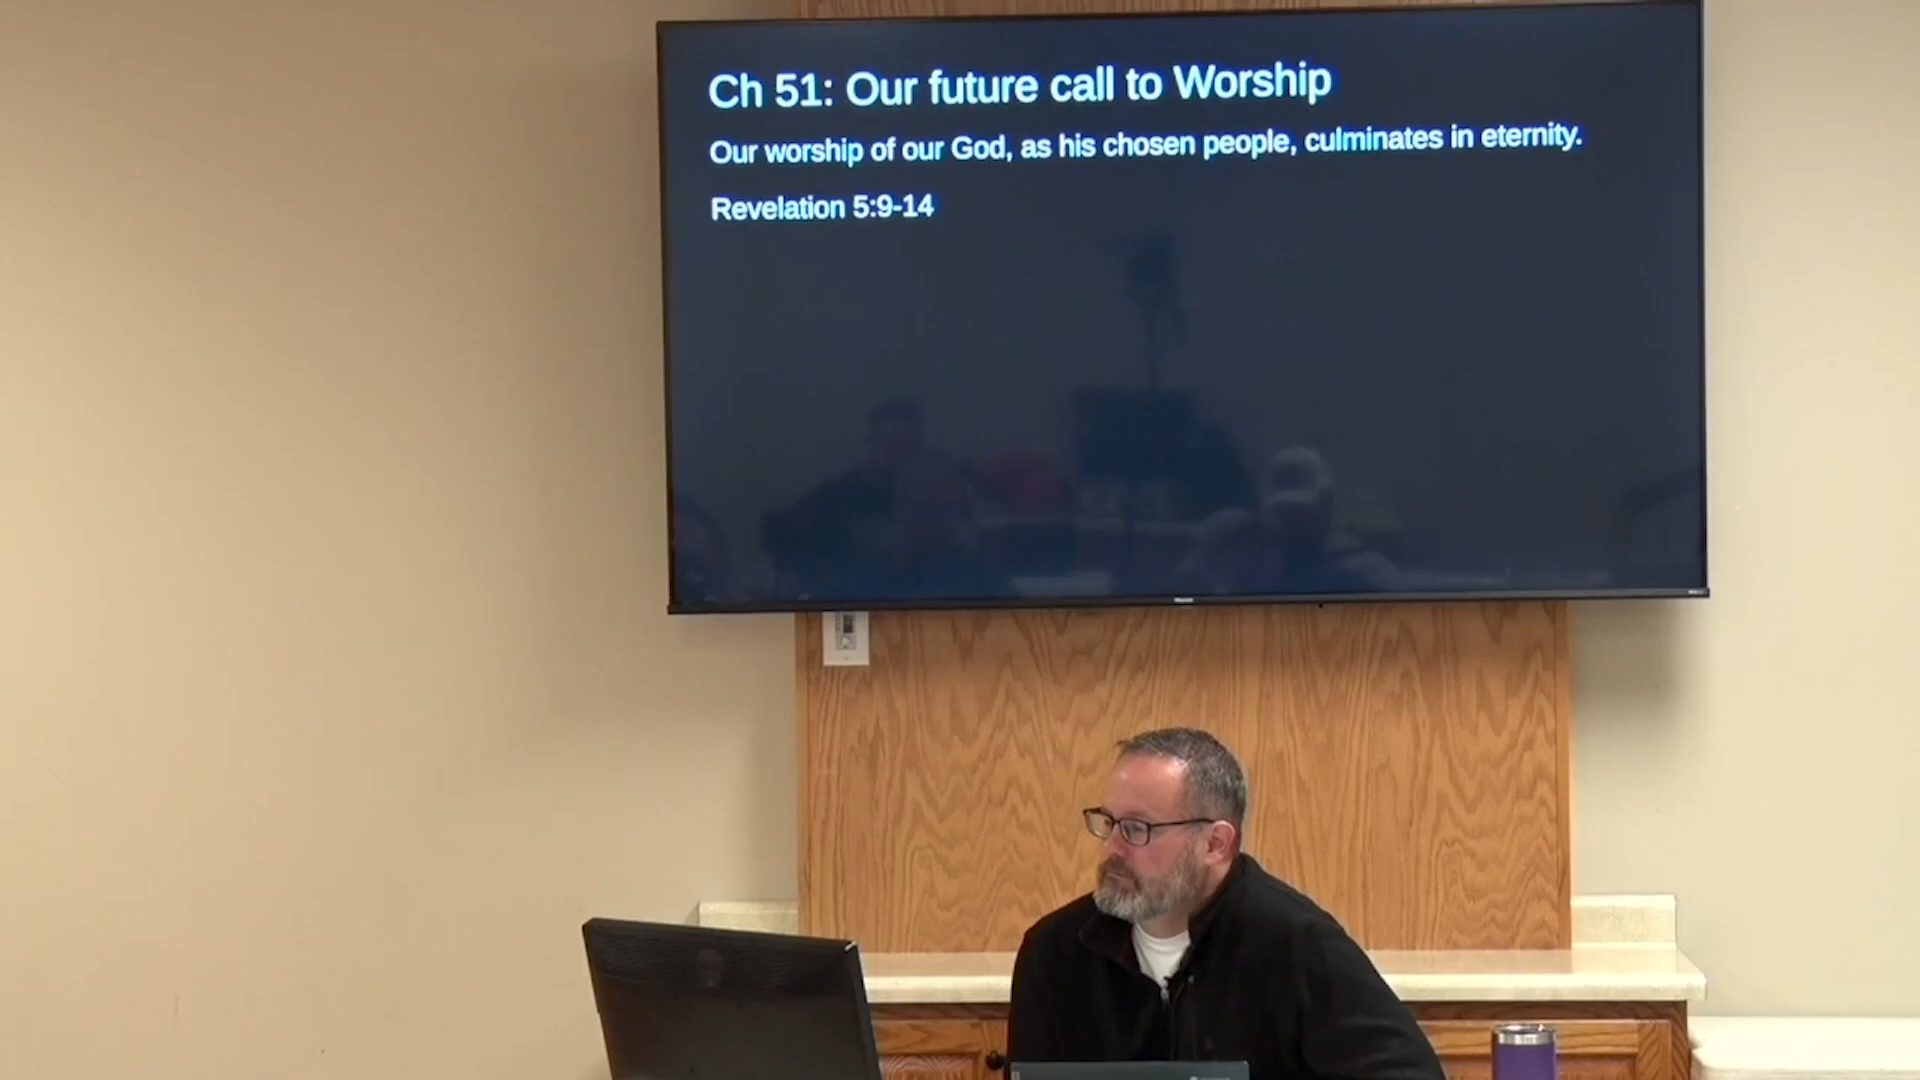 Ch 51: Our future call to Worship
Our worship of our God, as his chosen people, culminates in eternity.
Revelation 5:9-14